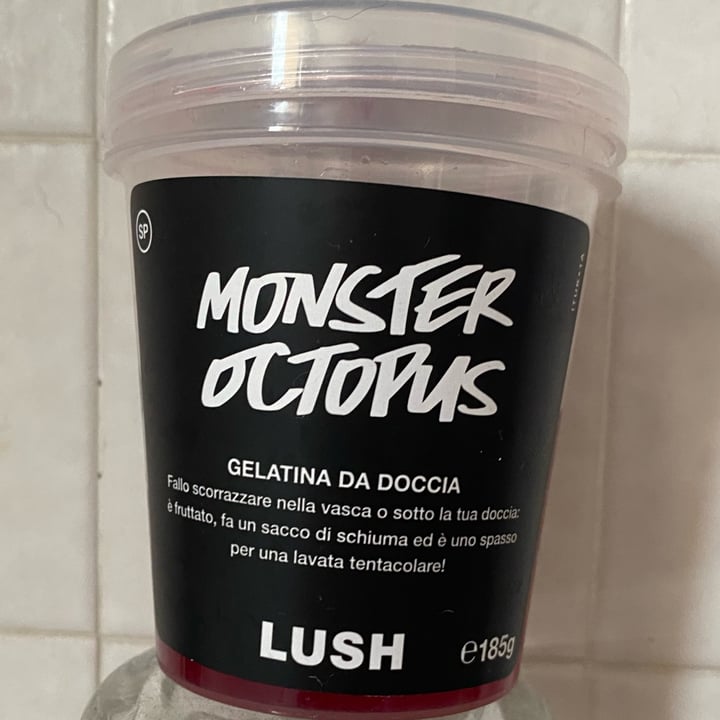 SP
MONSTER
OCTOPUS
GELATINA DA DOCCIA
Fallo scorrazzare nella vasca o sotto la tua doccia:
è fruttato, fa un sacco di schiuma ed è uno spasso
per una lavata tentacolare!
LUSH
℮185g